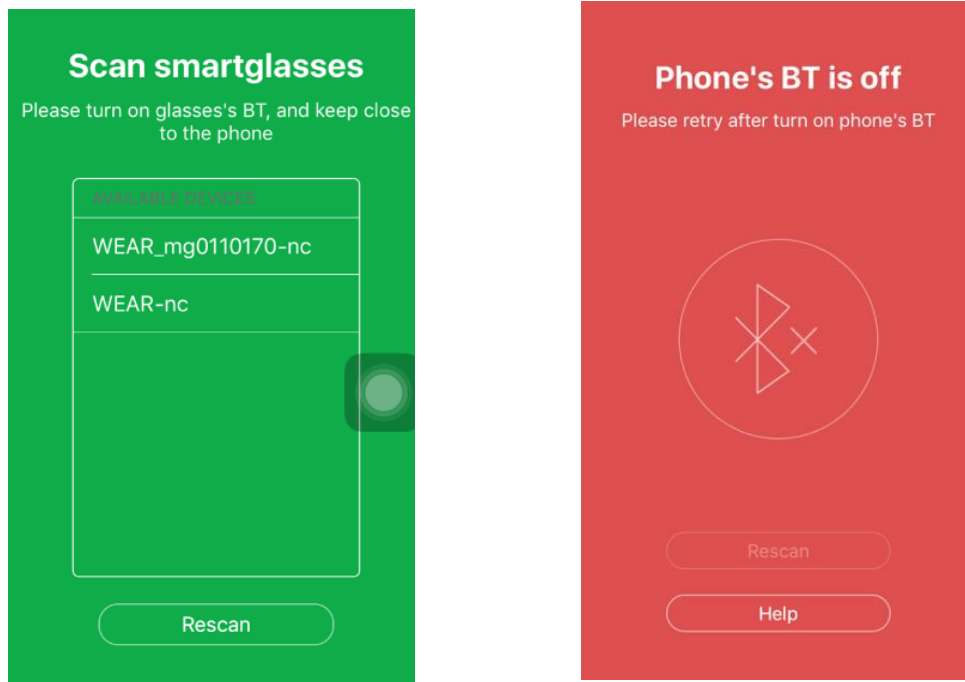 Scan smartglasses
Please turn on glasses's BT, and keep close
to the phone
AVAILABLE DEVICES
WEAR_mg0110170-nc
WEAR-nc
Rescan
Phone's BT is off
Please retry after turn on phone's BT
Rescan
Help